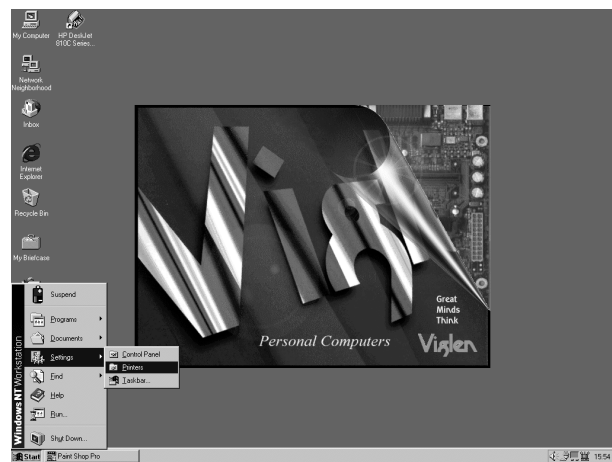 My Computer
HP DeskJet
810C Series...
Network
Neighborhood
Inbox
Internet
Explorer
Recycle Bin
My Briefcase
Great
Minds
Think
Personal Computers
Viglen
Windows NT Workstation
Suspend
Programs
Documents
Settings
Find
Help
Run...
Shut Down...
Control Panel
Printers
Taskbar...
Start
Paint Shop Pro
15:54